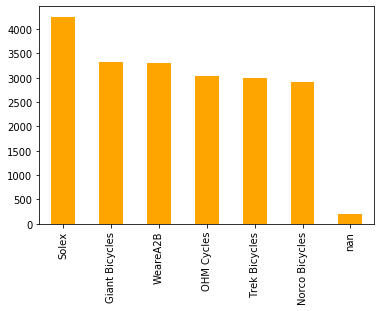 4000
3500
3000
2500
2000
1500
1000
500
0
Solex
Giant Bicycles
WeareA2B
OHM Cycles
Trek Bicycles
Norco Bicycles
nan